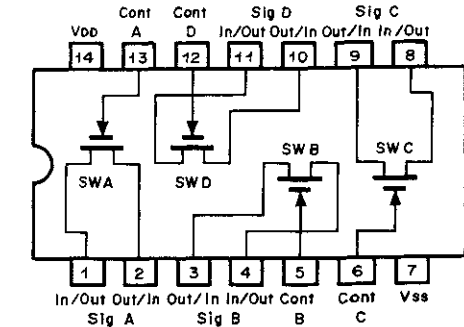 Cont Cont Sig D Sig C
VDD A D In/Out Out/In Out/In In/Out
14 13 12 11 10 9 8
SWB SWC
SWA SWD
1 2 3 4 5 6 7
In/Out Out/In Out/In In/Out Cont Cont Vss
Sig A Sig B B C